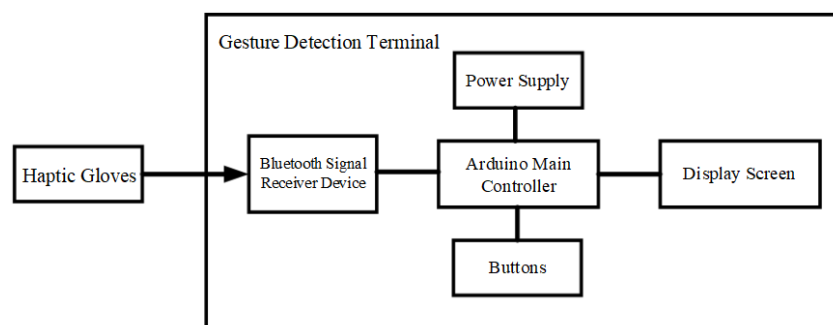 Gesture Detection Terminal
Power Supply
Haptic Gloves
Bluetooth Signal
Receiver Device
Arduino Main
Controller
Display Screen
Buttons